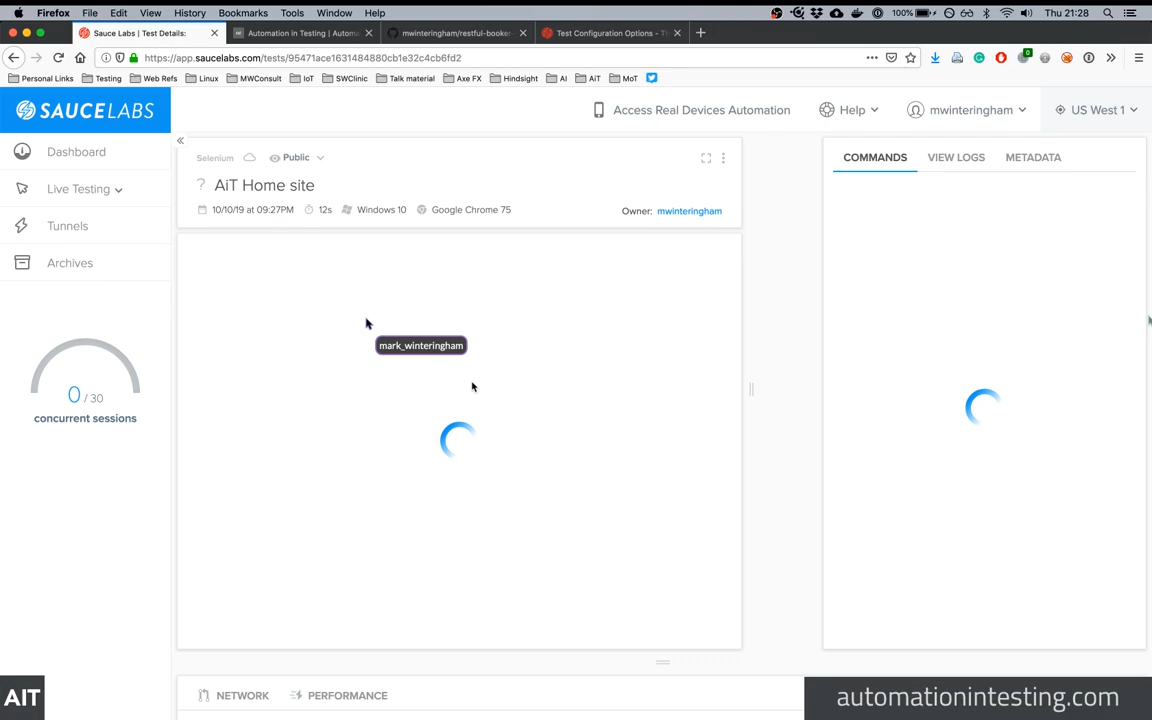 Firefox File Edit View History Bookmarks Tools Window Help 100% Thu 21:28
Sauce Labs | Test Details: Automation in Testing | Automa mwinteringham/restful-booker- Test Configuration Options - Th
https://app.saucelabs.com/tests/95471ace1631484880cb1e32c4cb6fd2
Personal Links Testing Web Refs Linux MWConsult IoT SWClinic Talk material Axe FX Hindsight AI AiT MoT
SAUCELABS Access Real Devices Automation Help mwinteringham US West 1
Dashboard
Live Testing
Tunnels
Archives
0 / 30
concurrent sessions
Selenium Public
? AiT Home site
10/10/19 at 09:27PM 12s Windows 10 Google Chrome 75 Owner: mwinteringham
mark_winteringham
COMMANDS VIEW LOGS METADATA
NETWORK PERFORMANCE
AIT
automationintesting.com